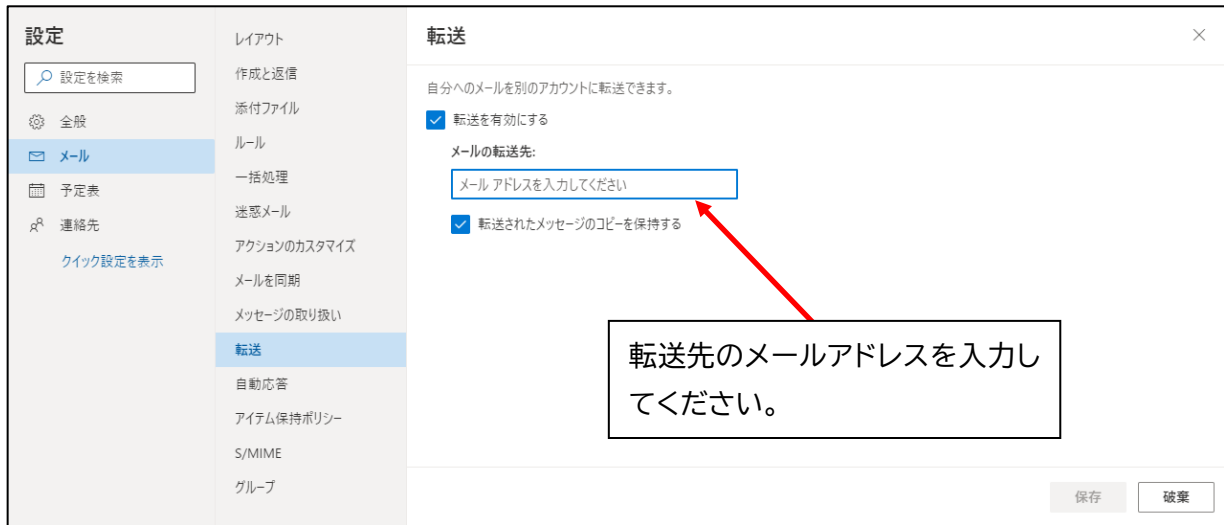 設定
設定を検索
全般
メール
予定表
連絡先
クイック設定を表示
レイアウト
作成と返信
添付ファイル
ルール
一括処理
迷惑メール
アクションのカスタマイズ
メールを同期
メッセージの取り扱い
転送
自動応答
アイテム保持ポリシー
S/MIME
グループ
転送
自分へのメールを別のアカウントに転送できます。
転送を有効にする
メールの転送先:
メール アドレスを入力してください
転送されたメッセージのコピーを保持する
転送先のメールアドレスを入力し
てください。
保存
破棄